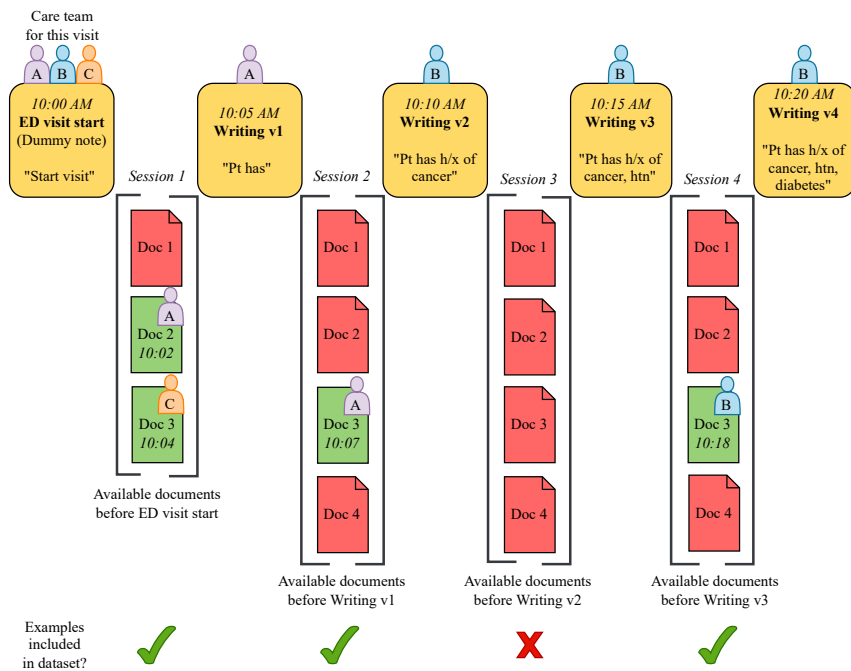 Care team
for this visit
A B C
A
B
B
B
10:00 AM
ED visit start
(Dummy note)
"Start visit"
10:05 AM
Writing v1
"Pt has"
10:10 AM
Writing v2
"Pt has h/x of
cancer"
10:15 AM
Writing v3
"Pt has h/x of
cancer, htn"
10:20 AM
Writing v4
"Pt has h/x of
cancer, htn,
diabetes"
Session 1
Doc 1
A
Doc 2
10:02
C
Doc 3
10:04
Available documents
before ED visit start
Session 2
Doc 1
Doc 2
A
Doc 3
10:07
Doc 4
Available documents
before Writing v1
Session 3
Doc 1
Doc 2
Doc 3
Doc 4
Available documents
before Writing v2
Session 4
Doc 1
Doc 2
B
Doc 3
10:18
Doc 4
Available documents
before Writing v3
Examples
included
in dataset?